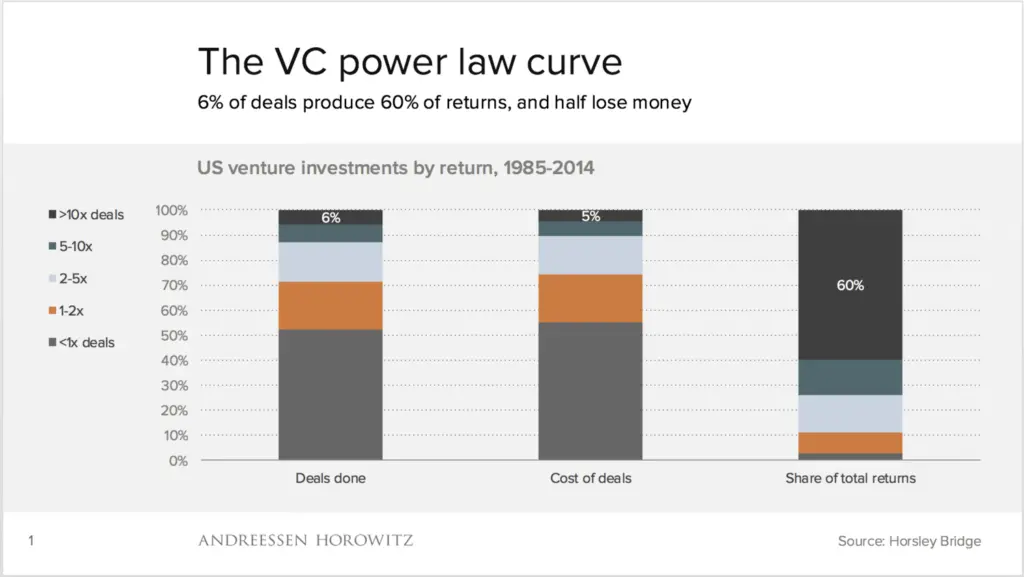 The VC power law curve
6% of deals produce 60% of returns, and half lose money
US venture investments by return, 1985-2014
>10x deals
5-10x
2-5x
1-2x
<1x deals
100%
90%
80%
70%
60%
50%
40%
30%
20%
10%
0%
6%
5%
60%
Deals done
Cost of deals
Share of total returns
1
ANDREESSEN HOROWITZ
Source: Horsley Bridge